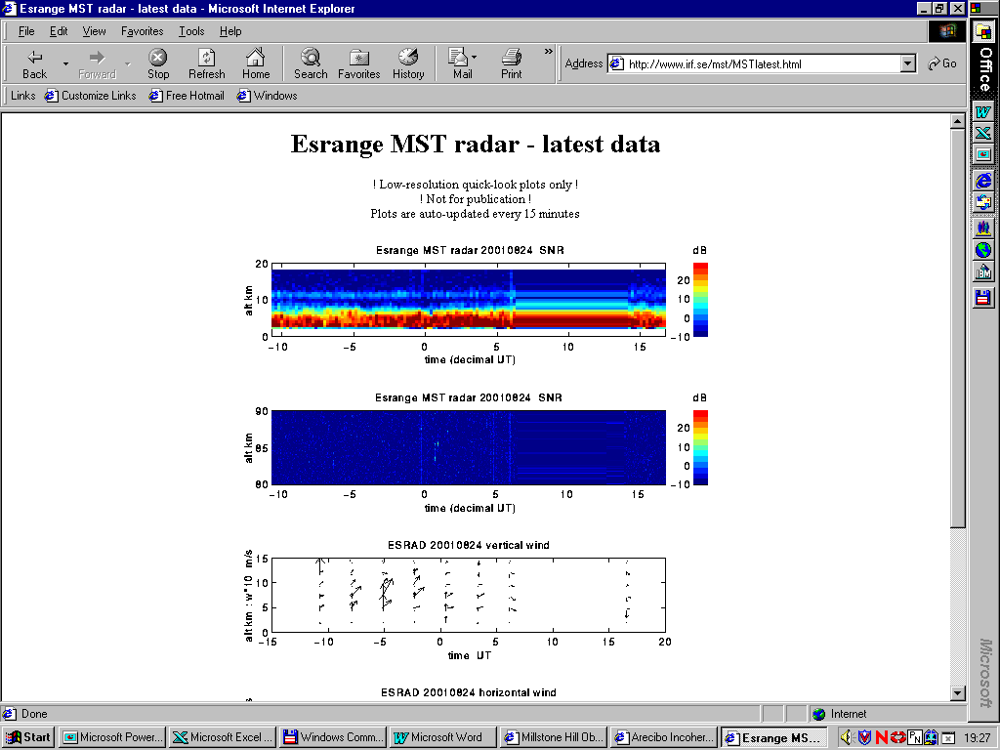 Esrange MST radar - latest data - Microsoft Internet Explorer
File Edit View Favorites Tools Help
Back Forward Stop Refresh Home Search Favorites History Mail Print » Address http://www.irf.se/mst/MSTlatest.html Go
Links Customize Links Free Hotmail Windows
Office
Esrange MST radar - latest data
! Low-resolution quick-look plots only !
! Not for publication !
Plots are auto-updated every 15 minutes
Esrange MST radar 20010824 SNR dB
20
10
0
alt km
20
10
0
-10
-10 -5 0 5 10 15
time (decimal UT)
Esrange MST radar 20010824 SNR dB
90
85
80
alt km
20
10
0
-10
-10 -5 0 5 10 15
time (decimal UT)
ESRAD 20010824 vertical wind
15
10
5
0
alt km : w*10 m/s
-15 -10 -5 0 5 10 15 20
time UT
ESRAD 20010824 horizontal wind
Microsoft
Done Internet
Start Microsoft Power... Microsoft Excel ... Windows Comm... Microsoft Word Millstone Hill Ob... Arecibo Incoher... Esrange MS... 19:27